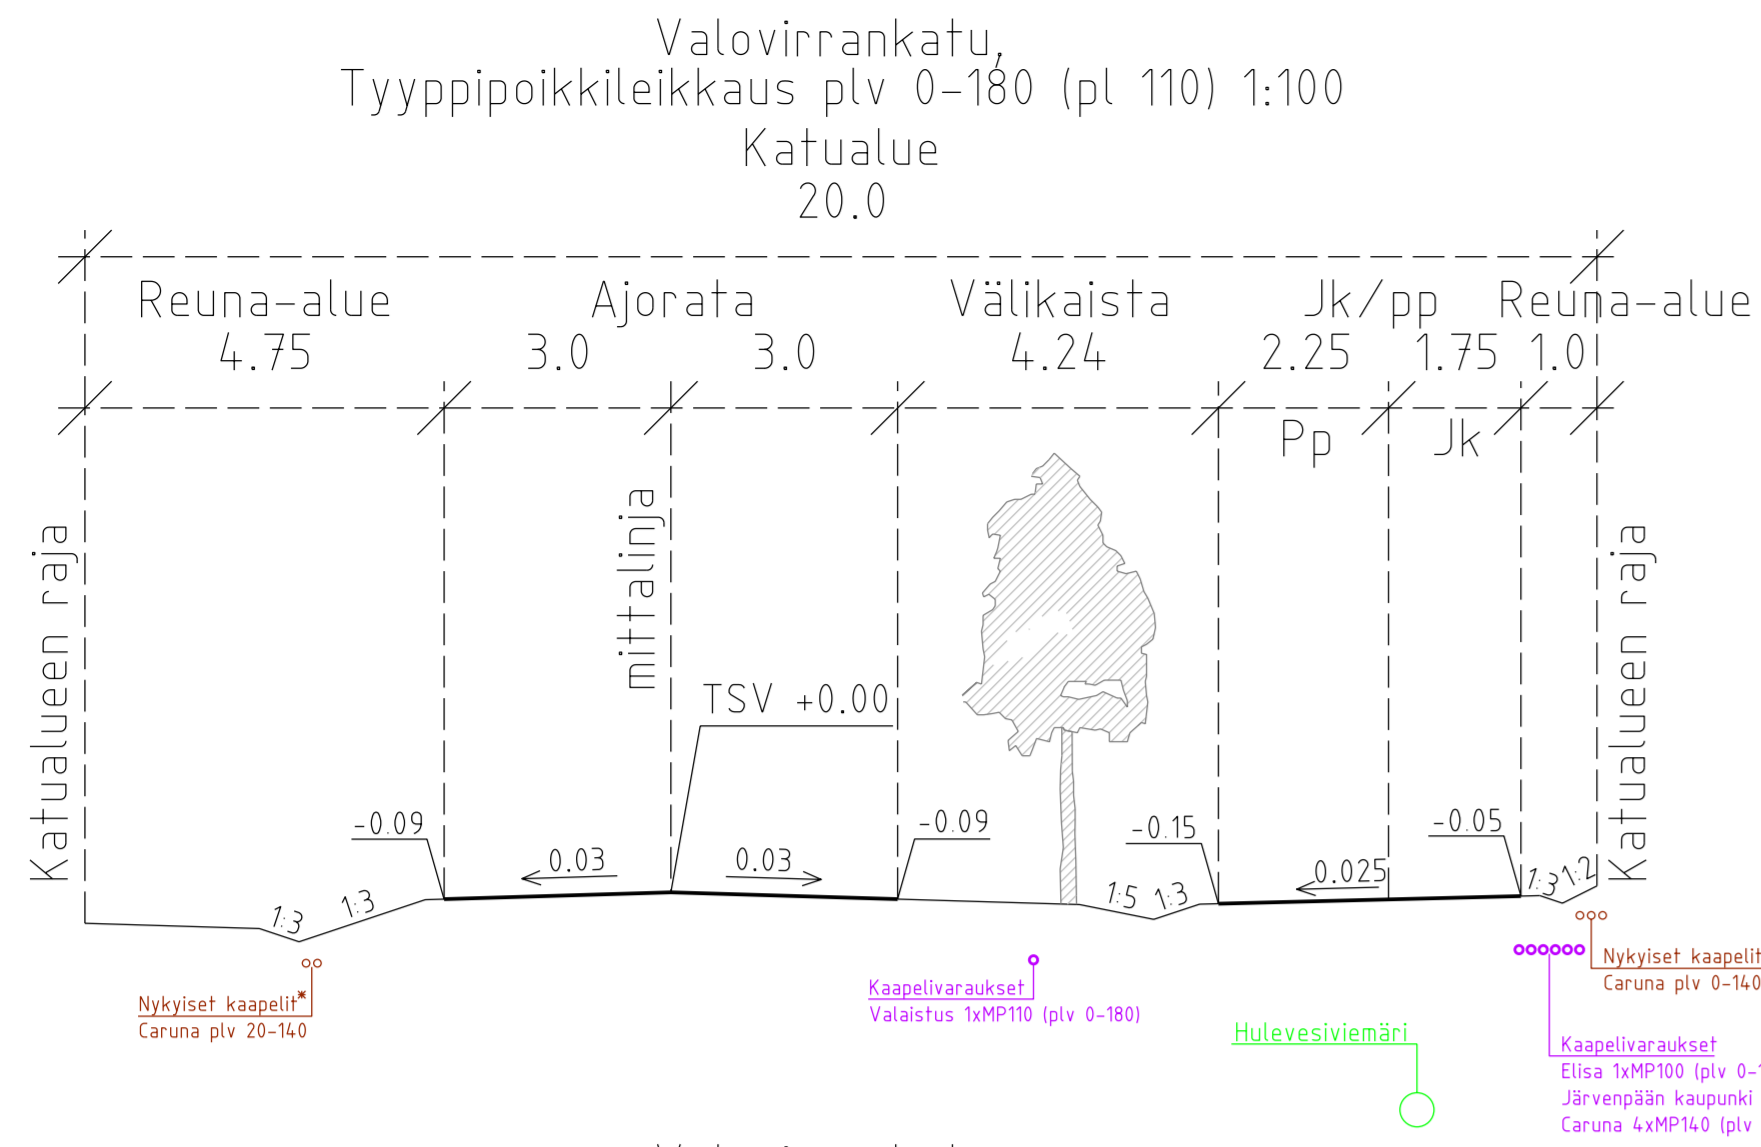 Valovirrankatu,
Tyyppipoikkileikkaus plv 0-180 (pl 110) 1:100
Katualue
20.0
Reuna-alue Ajorata Välikaista Jk/pp Reuna-alue
4.75 3.0 3.0 4.24 2.25 1.75 1.0
Pp Jk
Katualueen raja
mittalinja
Katualueen raja
TSV +0.00
-0.09 -0.09 -0.15 -0.05
0.03 0.03 0.025
1:3 1:3 1:5 1:3 1:3 1:2
Nykyiset kaapelit*
Caruna plv 20-140
Kaapelivaraukset
Valaistus 1xMP110 (plv 0-180)
Hulevesiviemäri
Nykyiset kaapelit
Caruna plv 0-140
Kaapelivaraukset
Elisa 1xMP100 (plv 0-1
Järvenpään kaupunki
Caruna 4xMP140 (plv